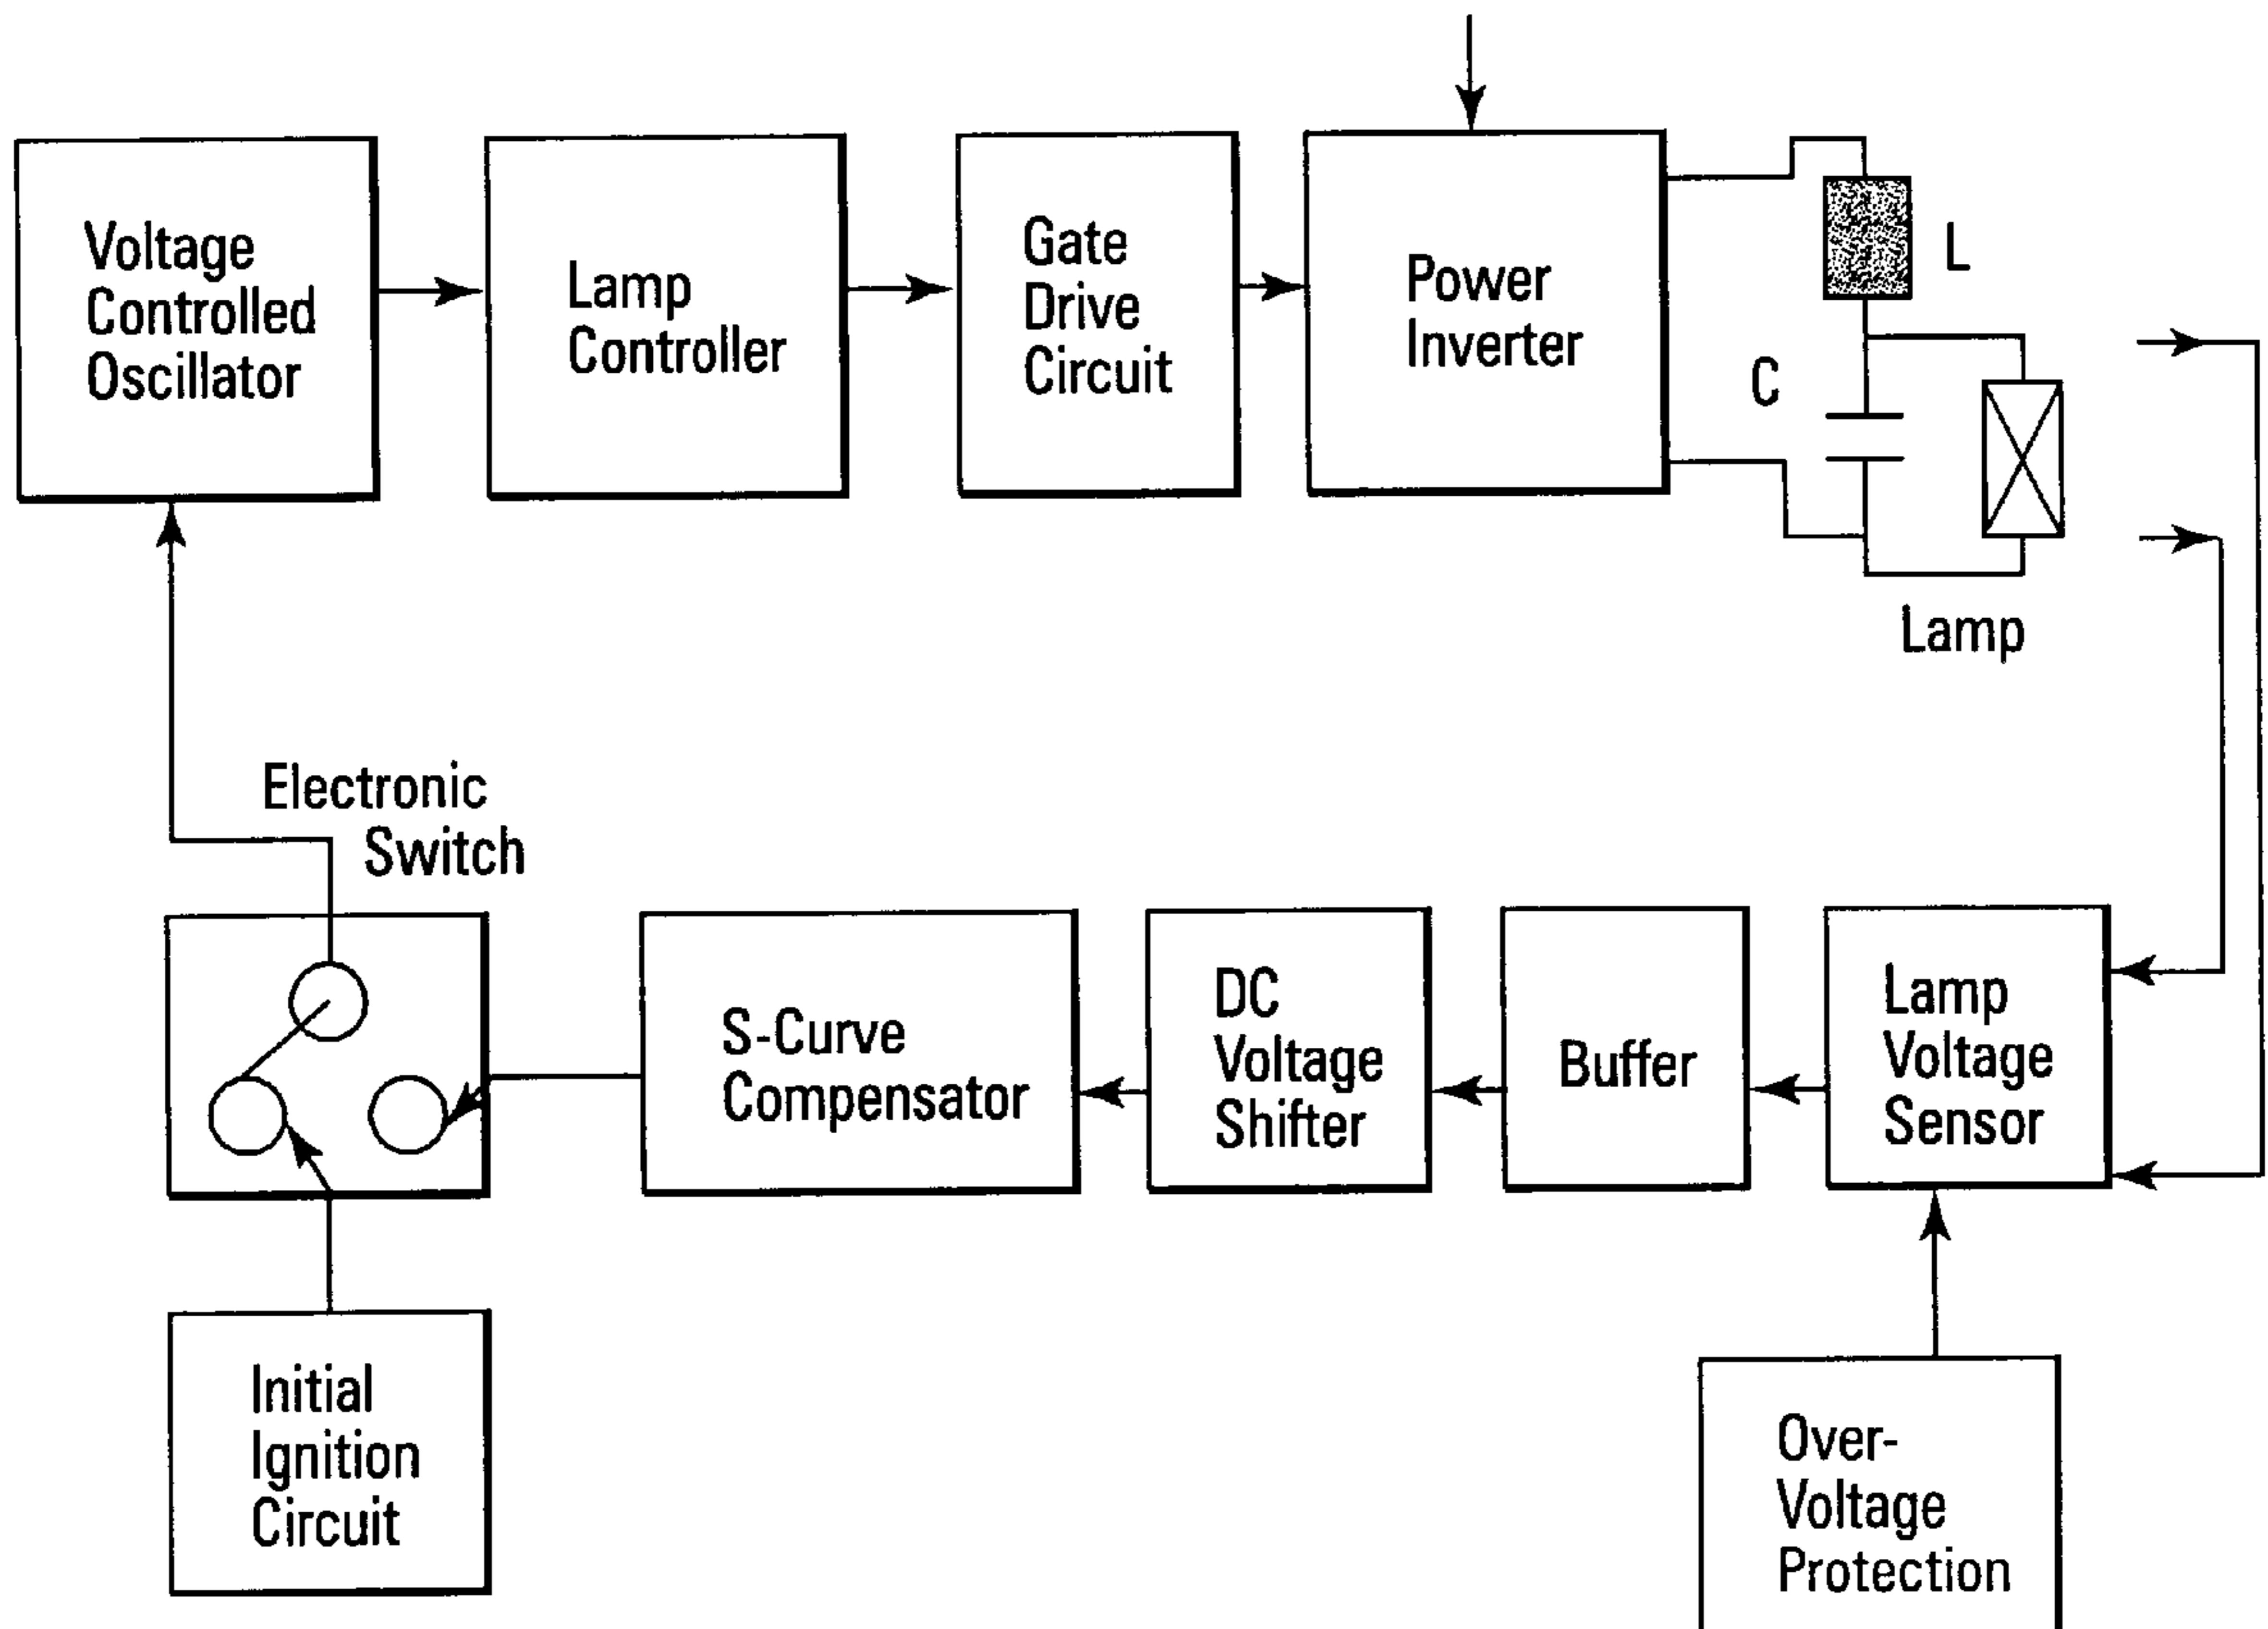 Voltage
Controlled
Oscillator
Lamp
Controller
Gate
Drive
Circuit
Power
Inverter
L
C
Lamp
Electronic
Switch
S-Curve
Compensator
DC
Voltage
Shifter
Buffer
Lamp
Voltage
Sensor
Initial
Ignition
Circuit
Over-
Voltage
Protection